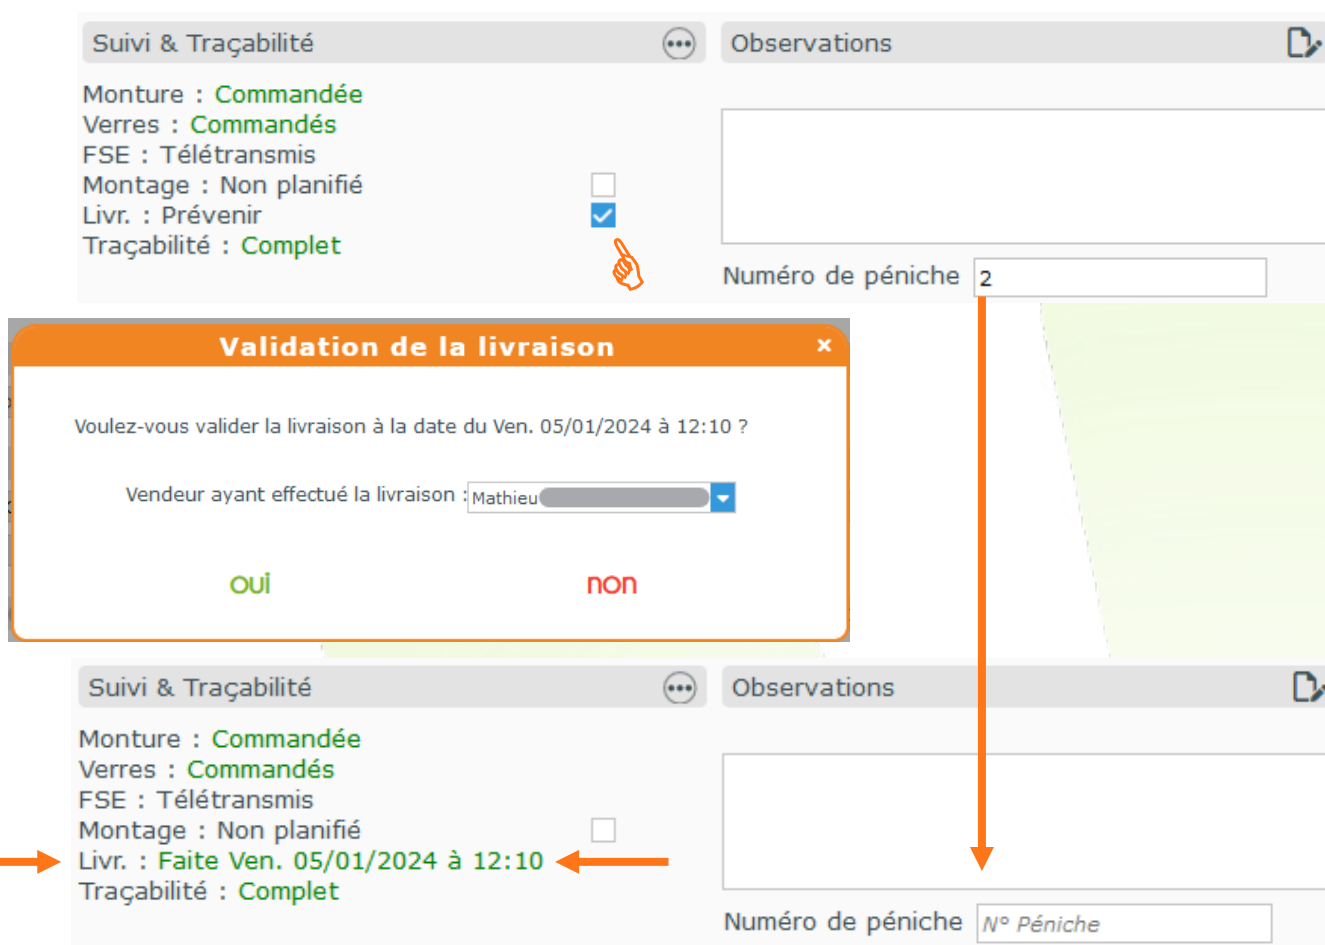 Suivi & Traçabilité
Observations
Monture : Commandée
Verres : Commandés
FSE : Télétransmis
Montage : Non planifié
Livr. : Prévenir
Traçabilité : Complet
Numéro de péniche 2
Validation de la livraison
Voulez-vous valider la livraison à la date du Ven. 05/01/2024 à 12:10 ?
Vendeur ayant effectué la livraison : Mathieu
oui
non
Suivi & Traçabilité
Observations
Monture : Commandée
Verres : Commandés
FSE : Télétransmis
Montage : Non planifié
Livr. : Faite Ven. 05/01/2024 à 12:10
Traçabilité : Complet
Numéro de péniche N° Péniche